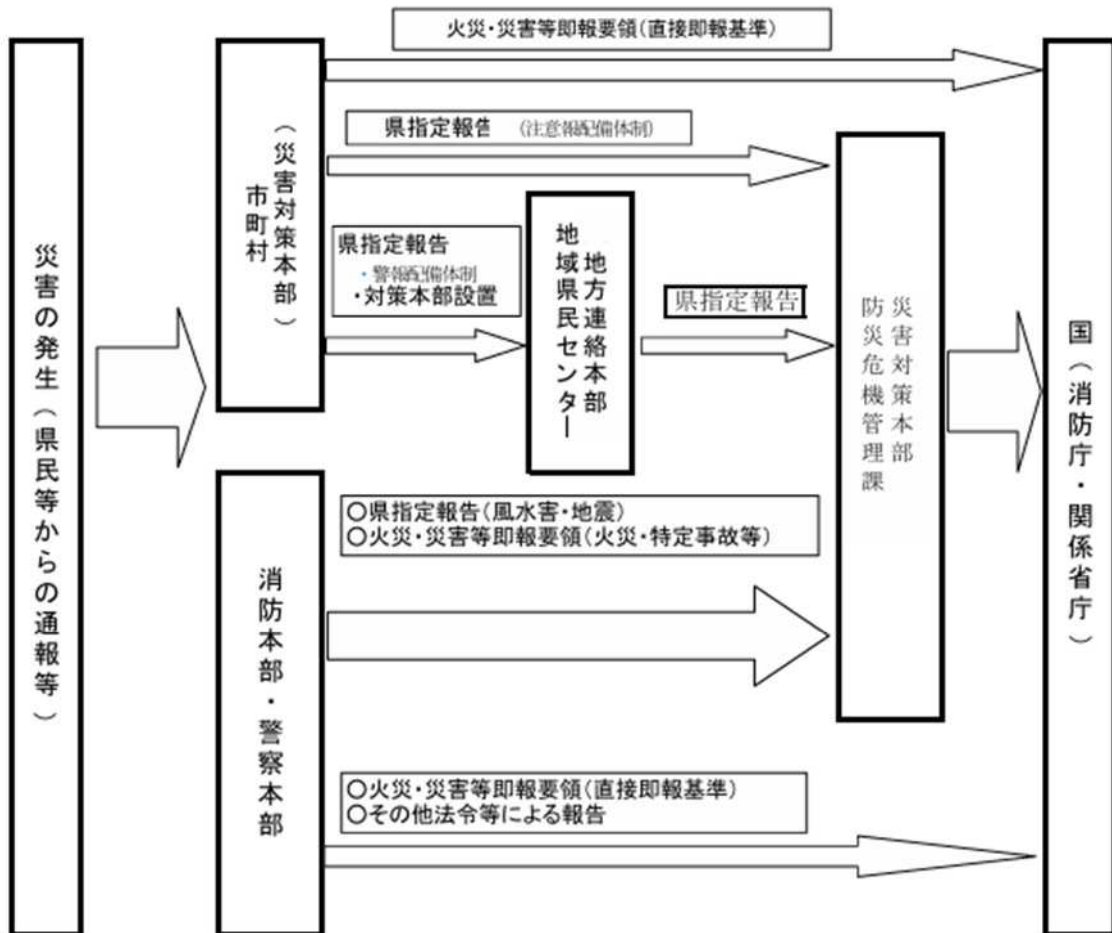 火災・災害等即報要領(直接即報基準)
災害の発生（県民等からの通報等）
（災害対策本部）
市町村
県指定報告 (注意報配備体制)
県指定報告
・警報配備体制
・対策本部設置
地方連絡本部
地域県民センター
県指定報告
災害対策本部
防災危機管理課
国（消防庁・関係省庁）
消防本部・警察本部
○県指定報告(風水害・地震)
○火災・災害等即報要領(火災・特定事故等)
○火災・災害等即報要領(直接即報基準)
○その他法令等による報告